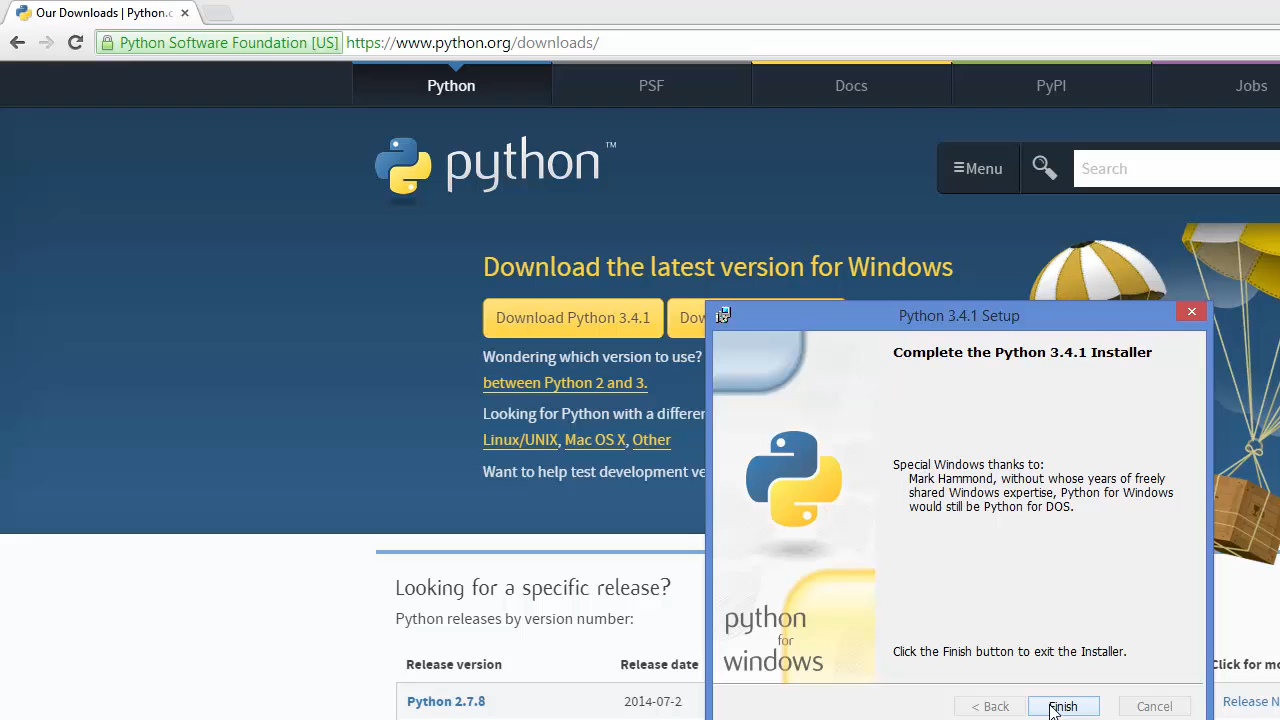 Our Downloads | Python.c
Python Software Foundation [US]
https://www.python.org/downloads/
Python
PSF
Docs
PyPI
Jobs
python™
≡Menu
Search
Download the latest version for Windows
Download Python 3.4.1
Dow
Wondering which version to use?
between Python 2 and 3.
Looking for Python with a differen
Linux/UNIX, Mac OS X, Other
Want to help test development ve
Python 3.4.1 Setup
Complete the Python 3.4.1 Installer
Special Windows thanks to:
Mark Hammond, without whose years of freely
shared Windows expertise, Python for Windows
would still be Python for DOS.
python
for
windows
Click the Finish button to exit the Installer.
< Back
Finish
Cancel
Looking for a specific release?
Python releases by version number:
Release version
Release date
Click for mo
Python 2.7.8
2014-07-2
Release N